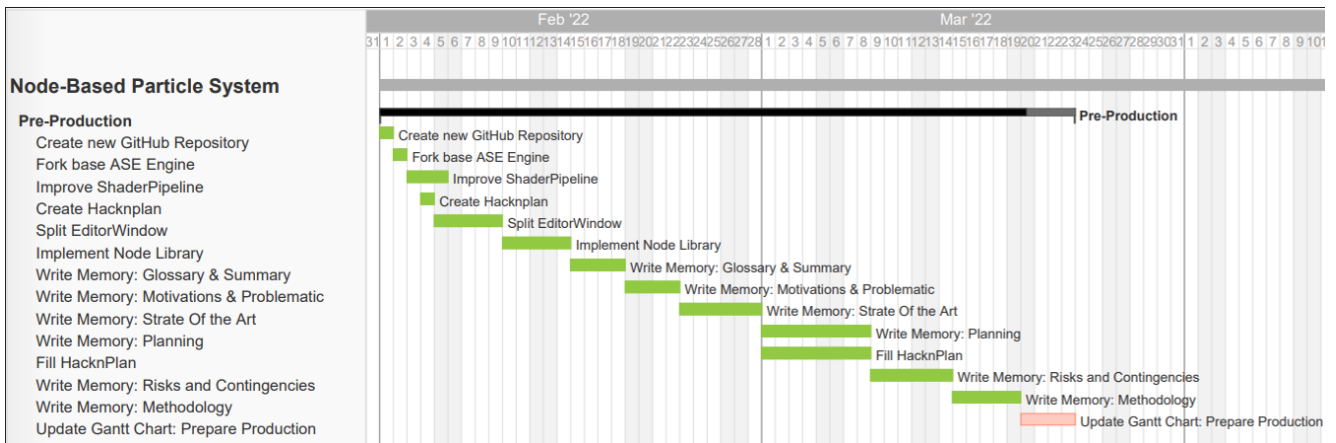 Feb '22 Mar '22
31 1 2 3 4 5 6 7 8 9 10 11 12 13 14 15 16 17 18 19 20 21 22 23 24 25 26 27 28 1 2 3 4 5 6 7 8 9 10 11 12 13 14 15 16 17 18 19 20 21 22 23 24 25 26 27 28 29 30 31 1 2 3 4 5 6 7 8 9 10 1
Node-Based Particle System
Pre-Production Pre-Production
Create new GitHub Repository Create new GitHub Repository
Fork base ASE Engine Fork base ASE Engine
Improve ShaderPipeline Improve ShaderPipeline
Create Hacknplan Create Hacknplan
Split EditorWindow Split EditorWindow
Implement Node Library Implement Node Library
Write Memory: Glossary & Summary Write Memory: Glossary & Summary
Write Memory: Motivations & Problematic Write Memory: Motivations & Problematic
Write Memory: Strate Of the Art Write Memory: Strate Of the Art
Write Memory: Planning Write Memory: Planning
Fill HacknPlan Fill HacknPlan
Write Memory: Risks and Contingencies Write Memory: Risks and Contingencies
Write Memory: Methodology Write Memory: Methodology
Update Gantt Chart: Prepare Production Update Gantt Chart: Prepare Production